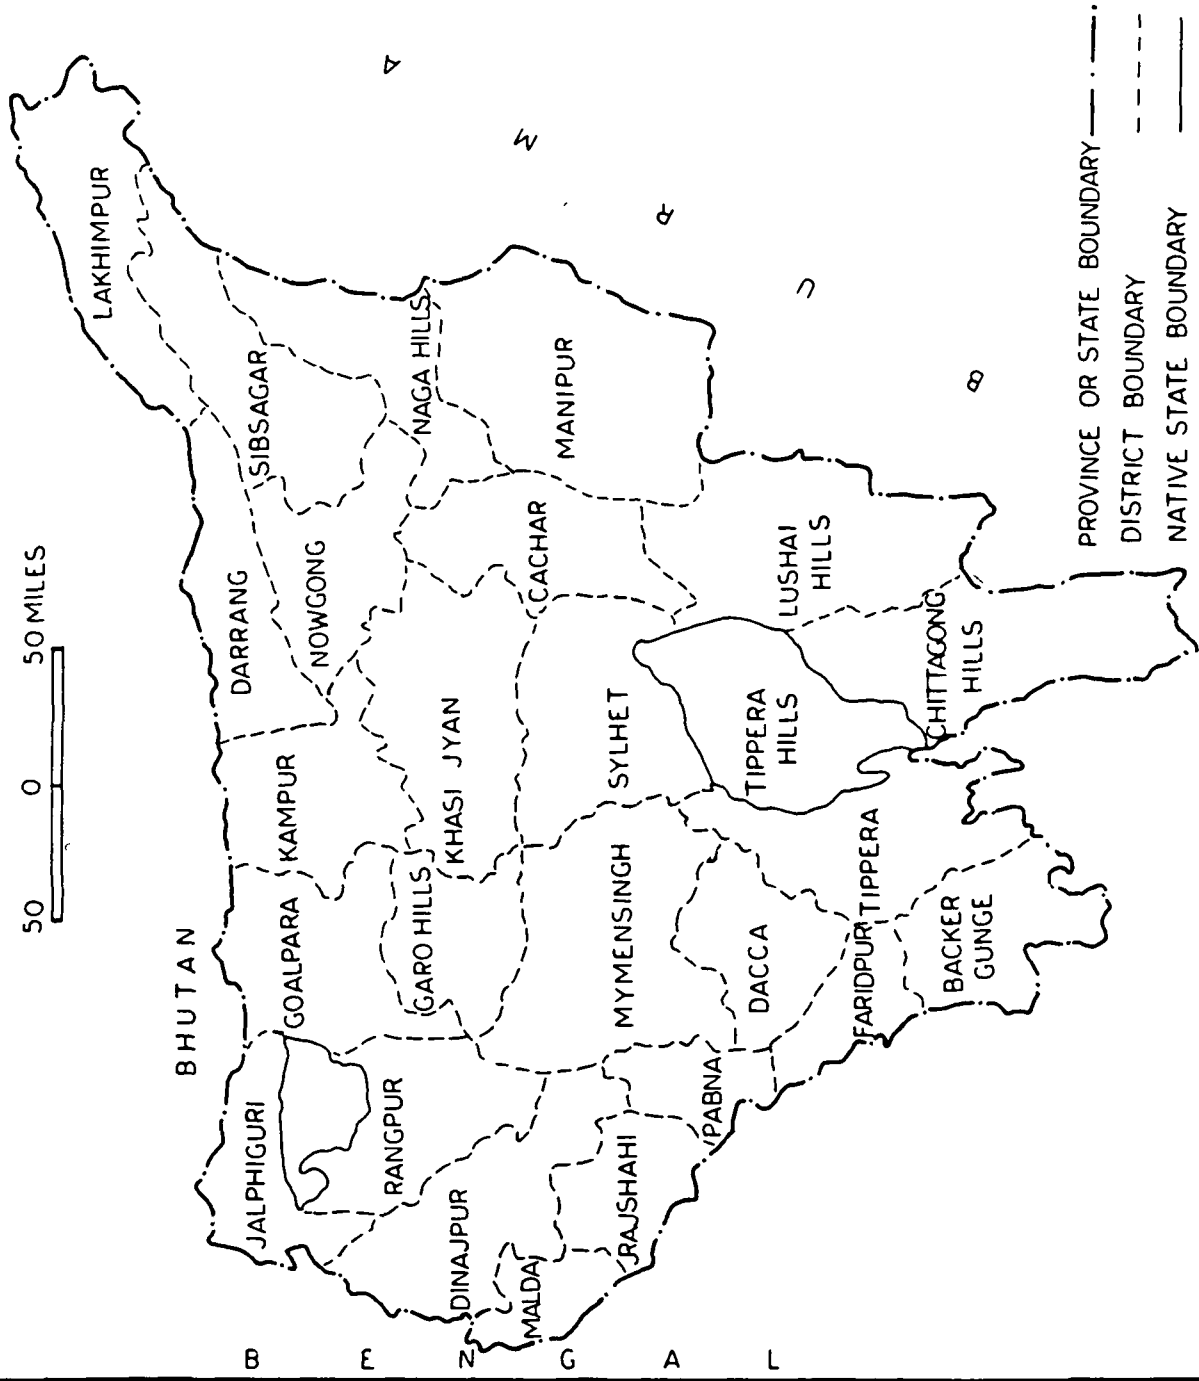 50 0 50 MILES
BHUTAN
LAKHIMPUR
DARRANG
SIBSAGAR
NOWGONG
NAGA HILLS
MANIPUR
CACHAR
KAMPUR
GOALPARA
GARO HILLS
KHASI JYAN
JALPHIGURI
RANGPUR
DINAJPUR
MALDA
RAJSHAHI
PABNA
MYMENSINGH
SYLHET
DACCA
FARIDPUR
TIPPERA
BACKER
GUNGE
TIPPERA
HILLS
LUSHAI
HILLS
CHITTAGONG
HILLS
BENGAL
BURMA
PROVINCE OR STATE BOUNDARY
DISTRICT BOUNDARY
NATIVE STATE BOUNDARY